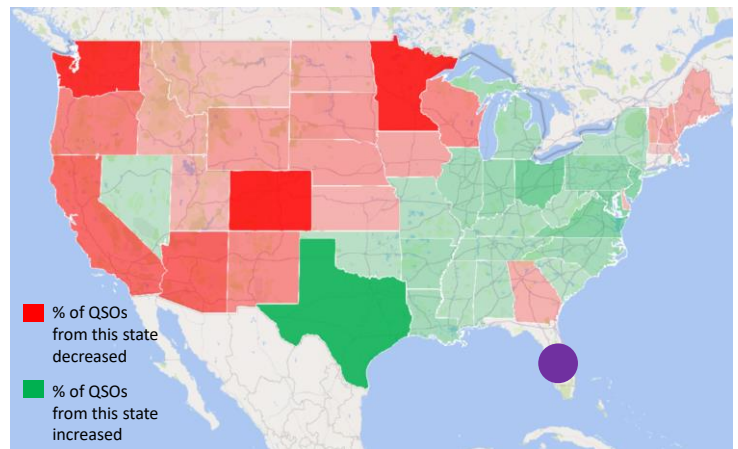 % of QSOs
from this state
decreased
% of QSOs
from this state
increased